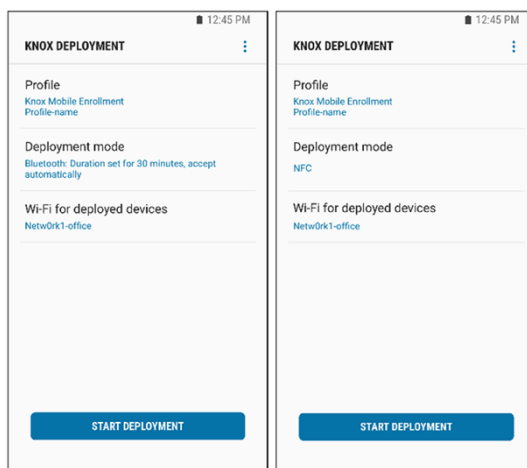 12:45 PM
KNOX DEPLOYMENT
Profile
Knox Mobile Enrollment
Profile-name
Deployment mode
Bluetooth: Duration set for 30 minutes, accept
automatically
Wi-Fi for deployed devices
Netw0rk1-office
START DEPLOYMENT
12:45 PM
KNOX DEPLOYMENT
Profile
Knox Mobile Enrollment
Profile-name
Deployment mode
NFC
Wi-Fi for deployed devices
Netw0rk1-office
START DEPLOYMENT